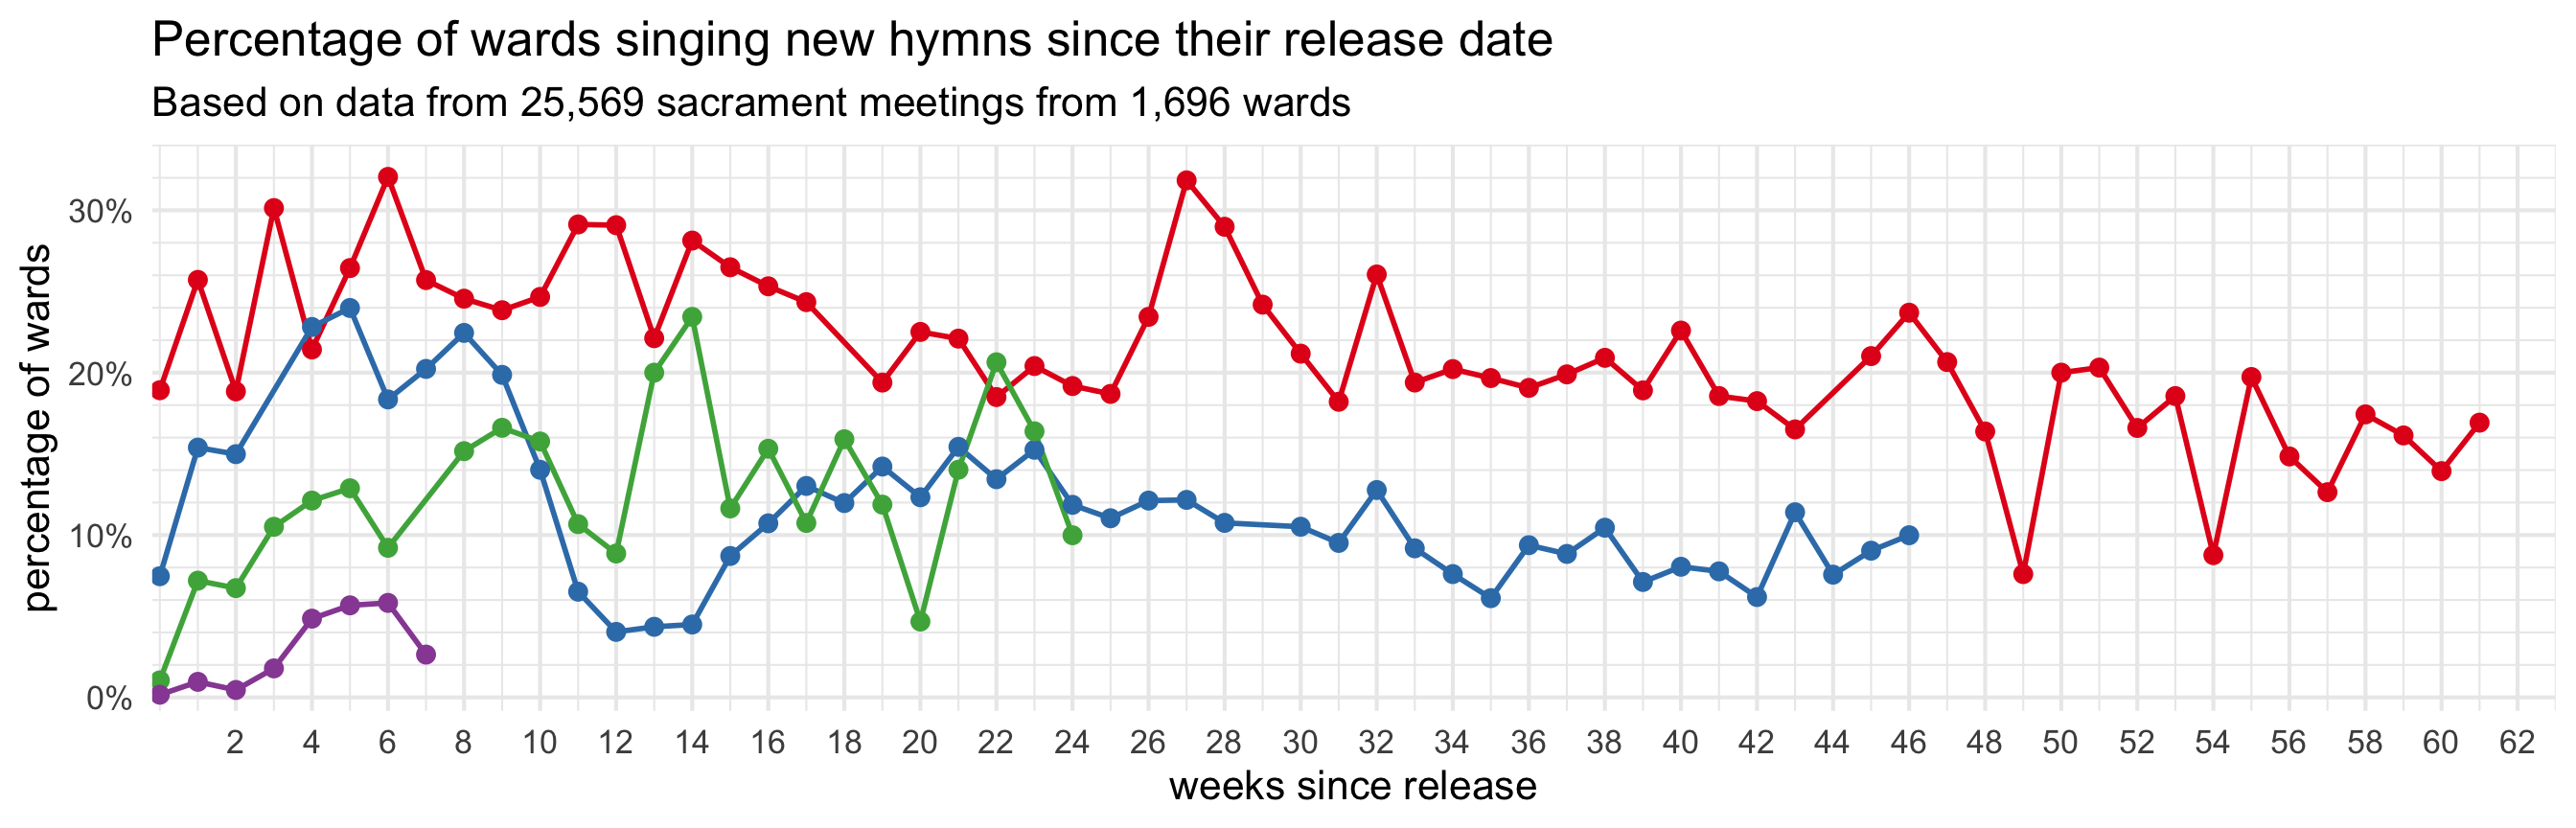 Percentage of wards singing new hymns since their release date
Based on data from 25,569 sacrament meetings from 1,696 wards
percentage of wards
30%
20%
10%
0%
2 4 6 8 10 12 14 16 18 20 22 24 26 28 30 32 34 36 38 40 42 44 46 48 50 52 54 56 58 60 62
weeks since release